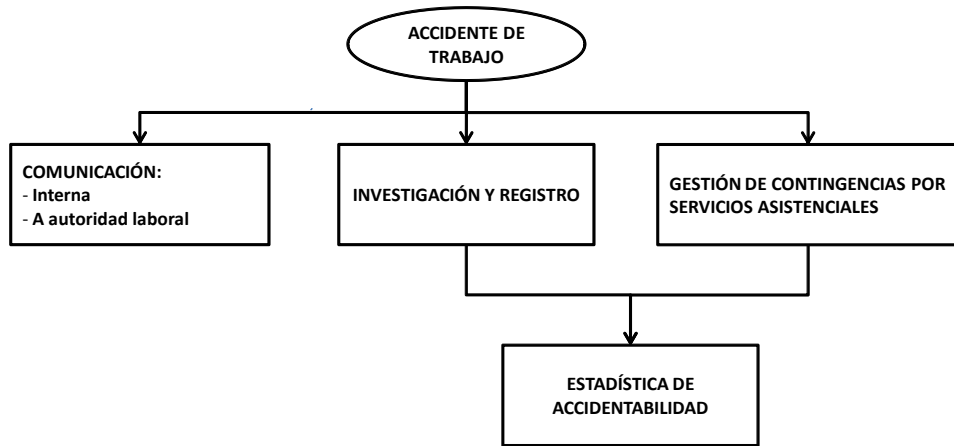 ACCIDENTE DE
TRABAJO
COMUNICACIÓN:
- Interna
- A autoridad laboral
INVESTIGACIÓN Y REGISTRO
GESTIÓN DE CONTINGENCIAS POR
SERVICIOS ASISTENCIALES
ESTADÍSTICA DE
ACCIDENTABILIDAD